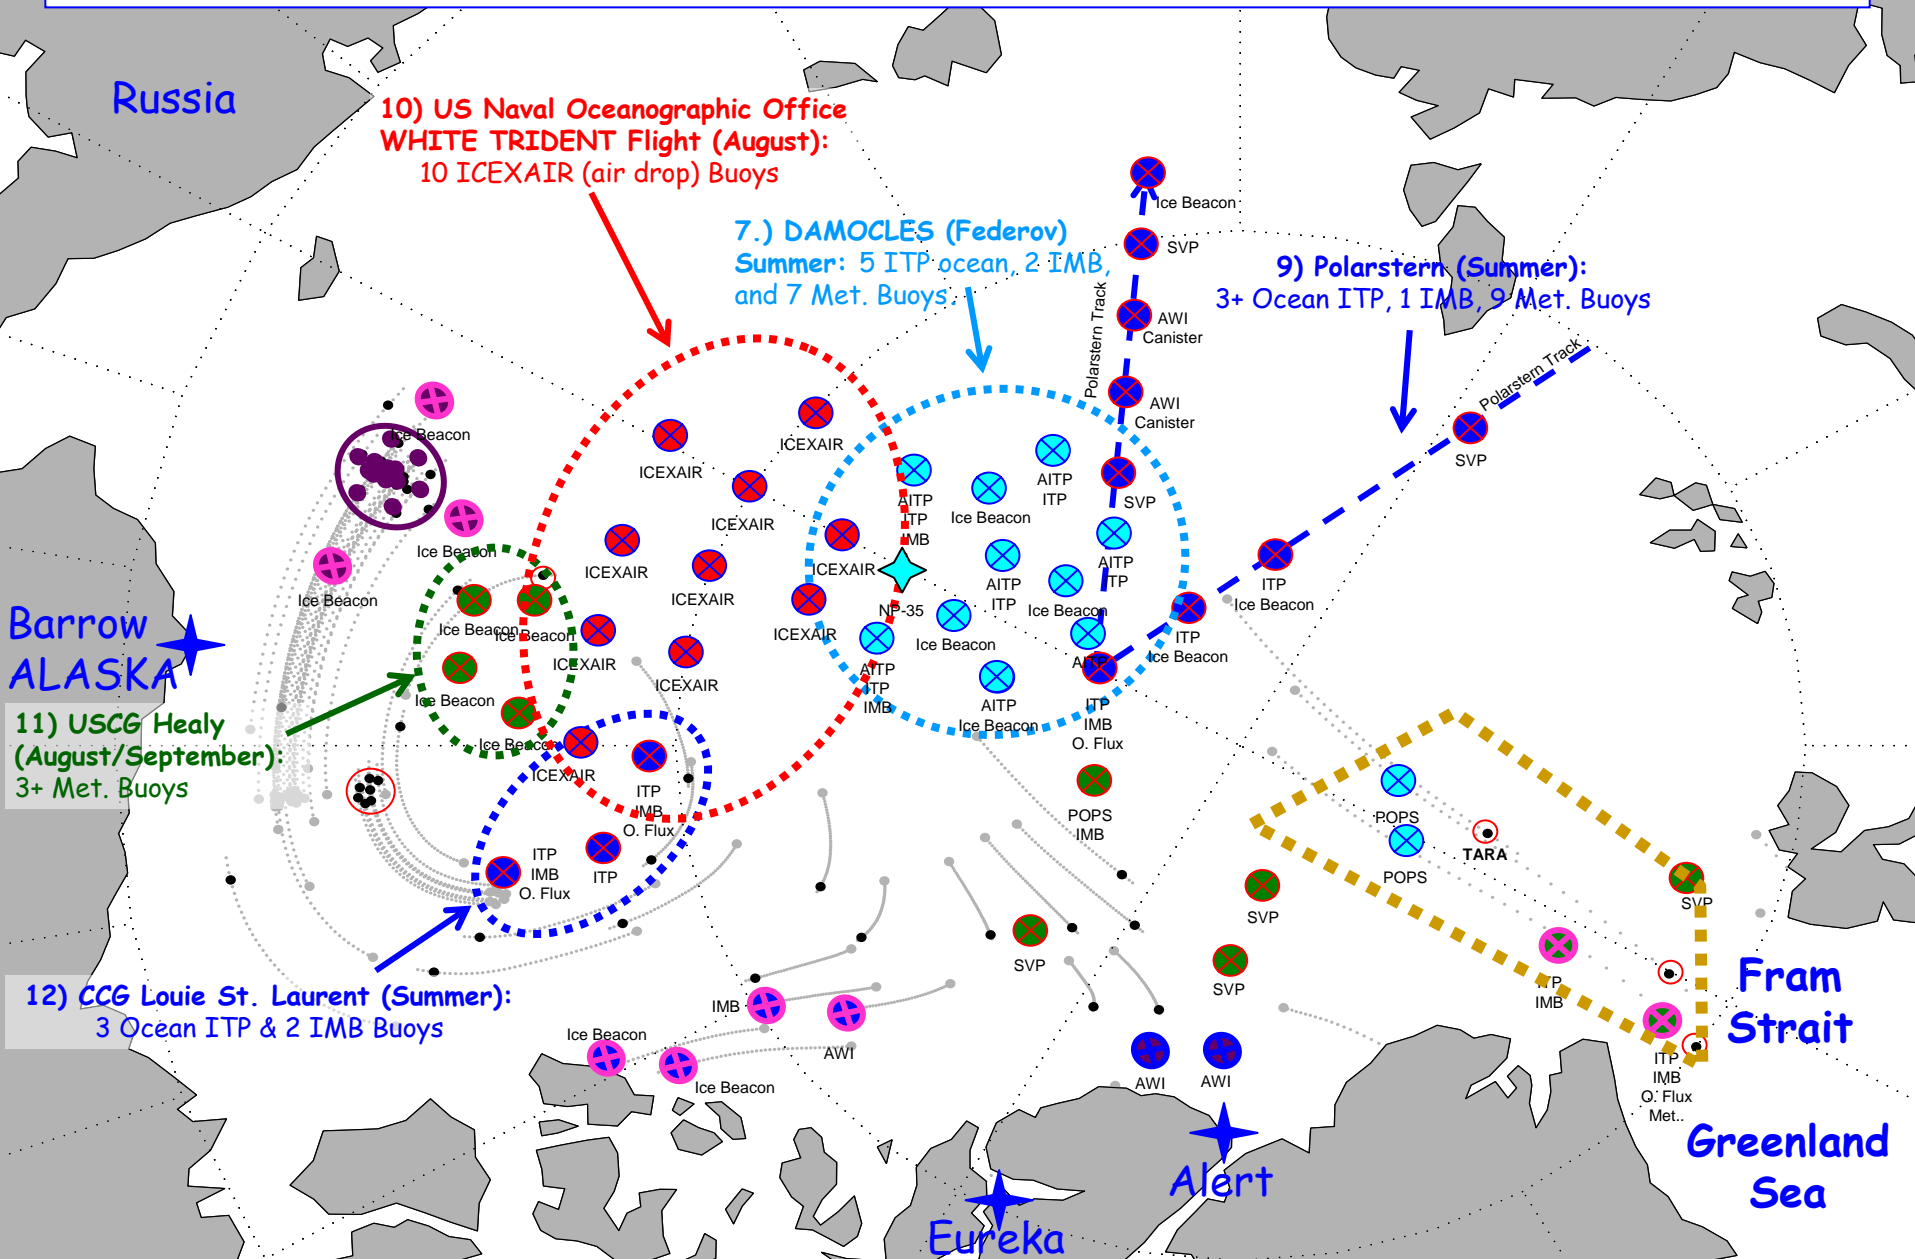 Russia
10) US Naval Oceanographic Office
WHITE TRIDENT Flight (August):
10 ICEXAIR (air drop) Buoys
7.) DAMOCLES (Federov)
Summer: 5 ITP ocean, 2 IMB,
and 7 Met. Buoys
9) Polarstern (Summer):
3+ Ocean ITP, 1 IMB, 9 Met. Buoys
Ice Beacon
SVP
AWI
Canister
AWI
Canister
SVP
Polarstern Track
Polarstern Track
SVP
ITP
Ice Beacon
ITP
Ice Beacon
ITP
IMB
O. Flux
Ice Beacon
Ice Beacon
Ice Beacon
ICEXAIR
ICEXAIR
ICEXAIR
ICEXAIR
ICEXAIR
ICEXAIR
ICEXAIR
ICEXAIR
ICEXAIR
ICEXAIR
AITP
ITP
IMB
Ice Beacon
AITP
ITP
AITP
ITP
AITP
ITP
Ice Beacon
NP-35
Ice Beacon
AITP
AITP
ITP
IMB
AITP
Ice Beacon
Barrow
ALASKA
11) USCG Healy
(August/September):
3+ Met. Buoys
Ice Beacon
Ice Beacon
Ice Beacon
Ice Beacon
ITP
IMB
O. Flux
ITP
IMB
O. Flux
ITP
12) CCG Louie St. Laurent (Summer):
3 Ocean ITP & 2 IMB Buoys
POPS
IMB
POPS
POPS
TARA
SVP
SVP
SVP
SVP
ITP
IMB
ITP
IMB
O. Flux
Met..
IMB
AWI
Ice Beacon
Ice Beacon
AWI
AWI
Fram
Strait
Greenland
Sea
Alert
Eureka